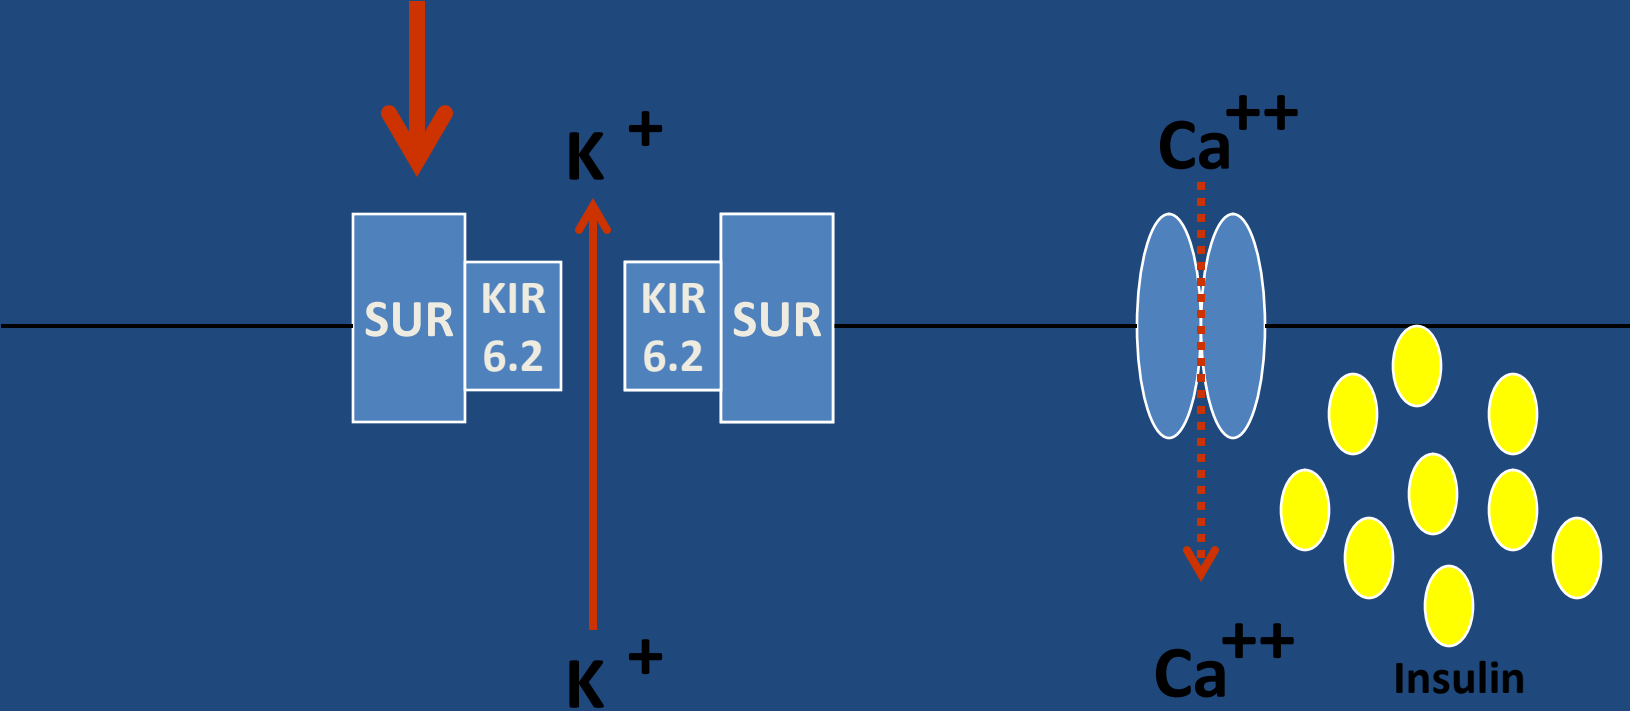 K +
Ca ++
SUR
KIR
6.2
KIR
6.2
SUR
K +
Ca ++
Insulin